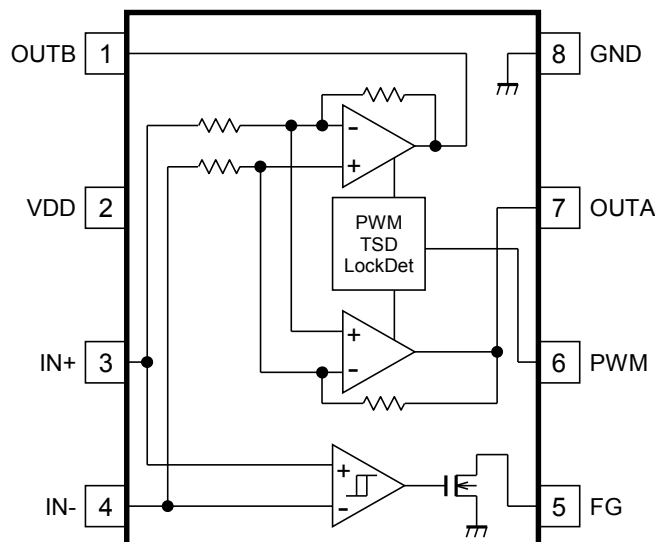 OUTB 1
8 GND
-
+
VDD 2
7 OUTA
PWM
TSD
LockDet
+
-
IN+ 3
6 PWM
+
-
IN- 4
5 FG